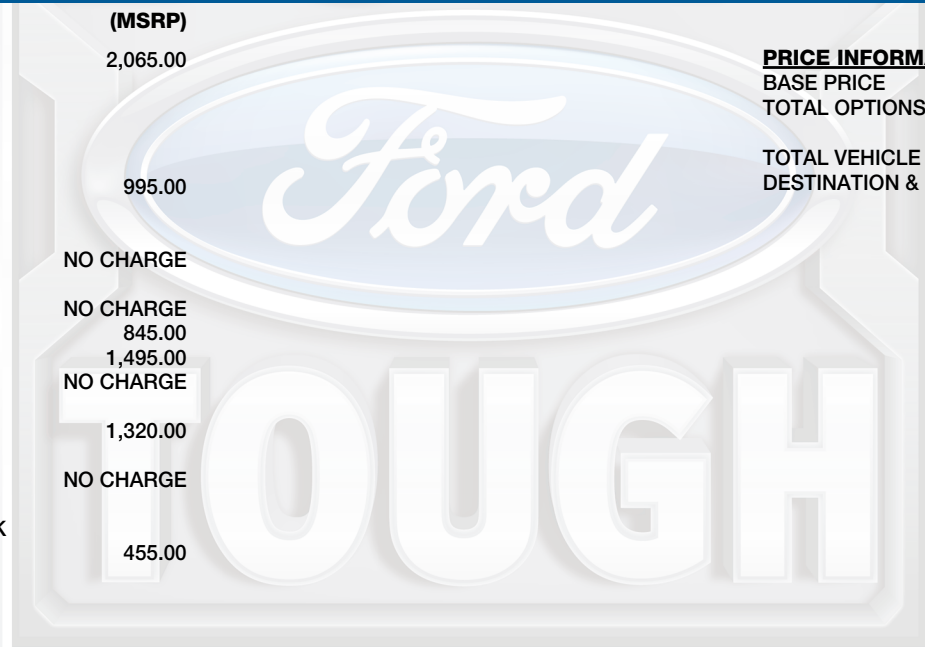 (MSRP)
2,065.00
995.00
NO CHARGE
NO CHARGE
845.00
1,495.00
NO CHARGE
1,320.00
NO CHARGE
K
455.00
PRICE INFORMA
BASE PRICE
TOTAL OPTIONS
TOTAL VEHICLE
DESTINATION &
Ford
TOUGH